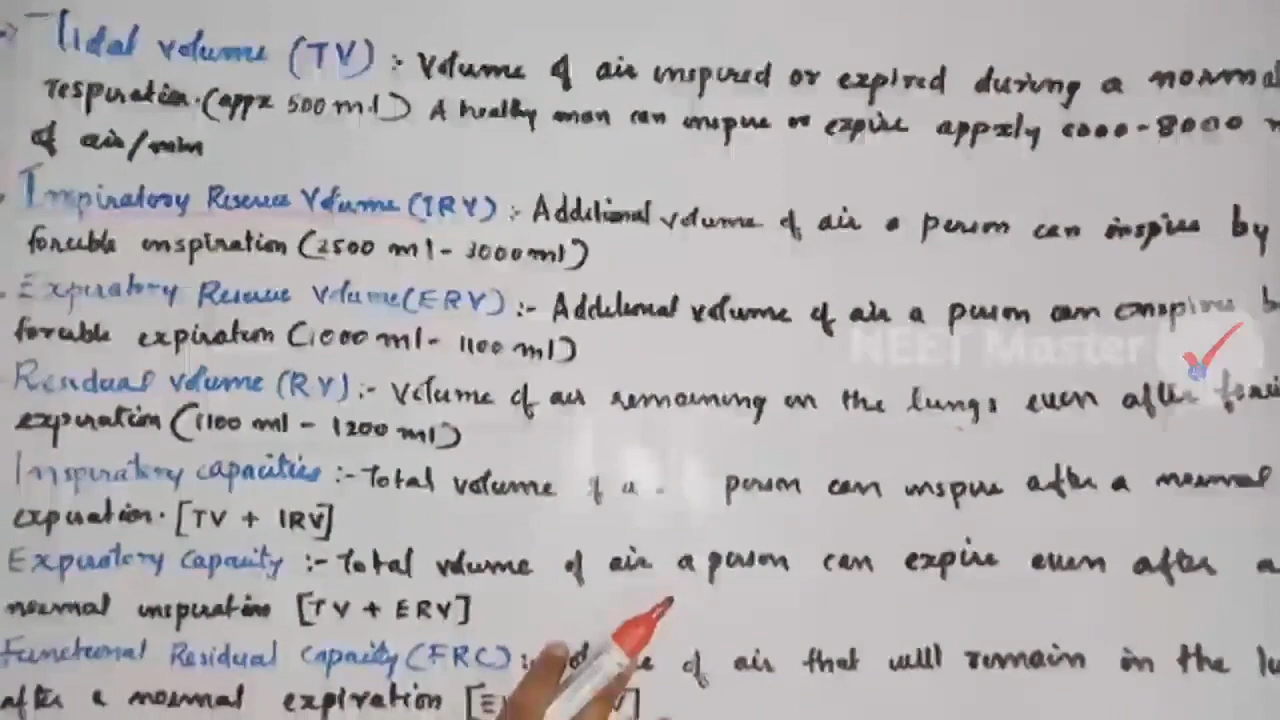 → Tidal volume (TV) :- Volume of air inspired or expired during a normal
respiration. (appx 500 ml) A healthy man can inspire or expire appxly 6000-8000 m
of air/min
Inspiratory Reserve Volume (IRV) :- Additional volume of air a person can inspire by
forcible inspiration (2500 ml - 3000 ml)
Expiratory Reserve Volume (ERV) :- Additional volume of air a person can
forcible expiration (1000 ml - 1100 ml)
NEET Master
Residual volume (RV) :- Volume of air remaining in the lungs even after
expiration (1100 ml - 1200 ml)
Inspiratory capacities :- Total volume of a person can inspire after a normal
expiration. [TV + IRV]
Expiratory capacity :- Total volume of air a person can expire even after a
normal inspiration [TV + ERV]
Functional Residual Capacity (FRC) :- of air that will remain in the lu
after a normal expiration [E V]